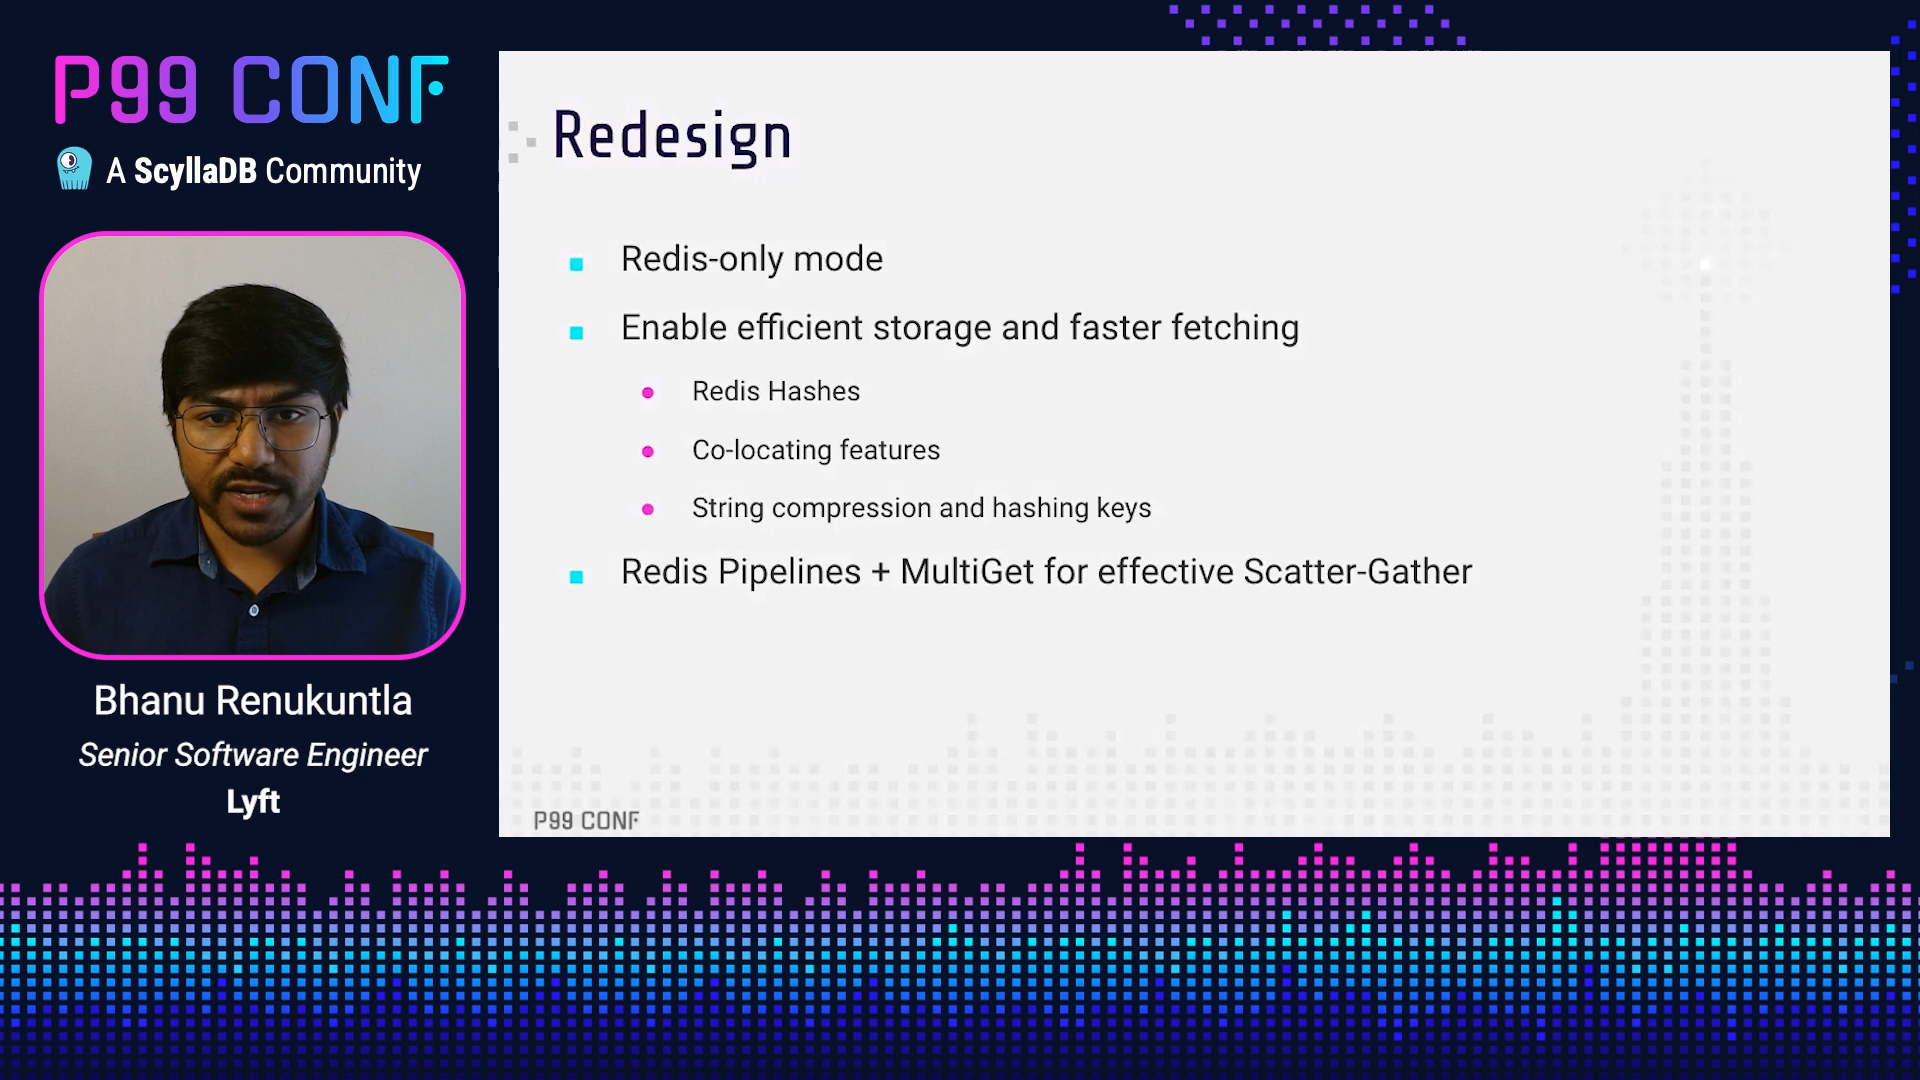 P99 CONF
A ScyllaDB Community
Bhanu Renukuntla
Senior Software Engineer
Lyft
Redesign
Redis-only mode
Enable efficient storage and faster fetching
Redis Hashes
Co-locating features
String compression and hashing keys
Redis Pipelines + MultiGet for effective Scatter-Gather
P99 CONF